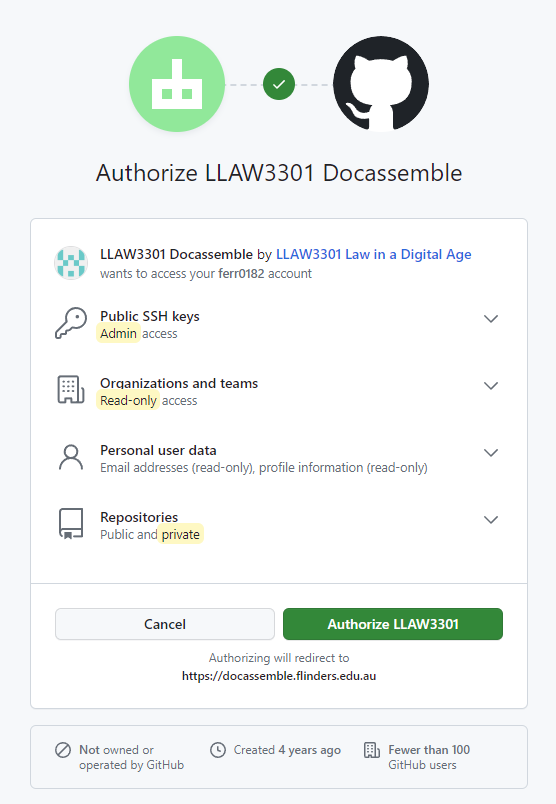 Authorize LLAW3301 Docassemble
LLAW3301 Docassemble by LLAW3301 Law in a Digital Age
wants to access your ferr0182 account
Public SSH keys
Admin access
Organizations and teams
Read-only access
Personal user data
Email addresses (read-only), profile information (read-only)
Repositories
Public and private
Cancel
Authorize LLAW3301
Authorizing will redirect to
https://docassemble.flinders.edu.au
Not owned or
operated by GitHub
Created 4 years ago
Fewer than 100
GitHub users